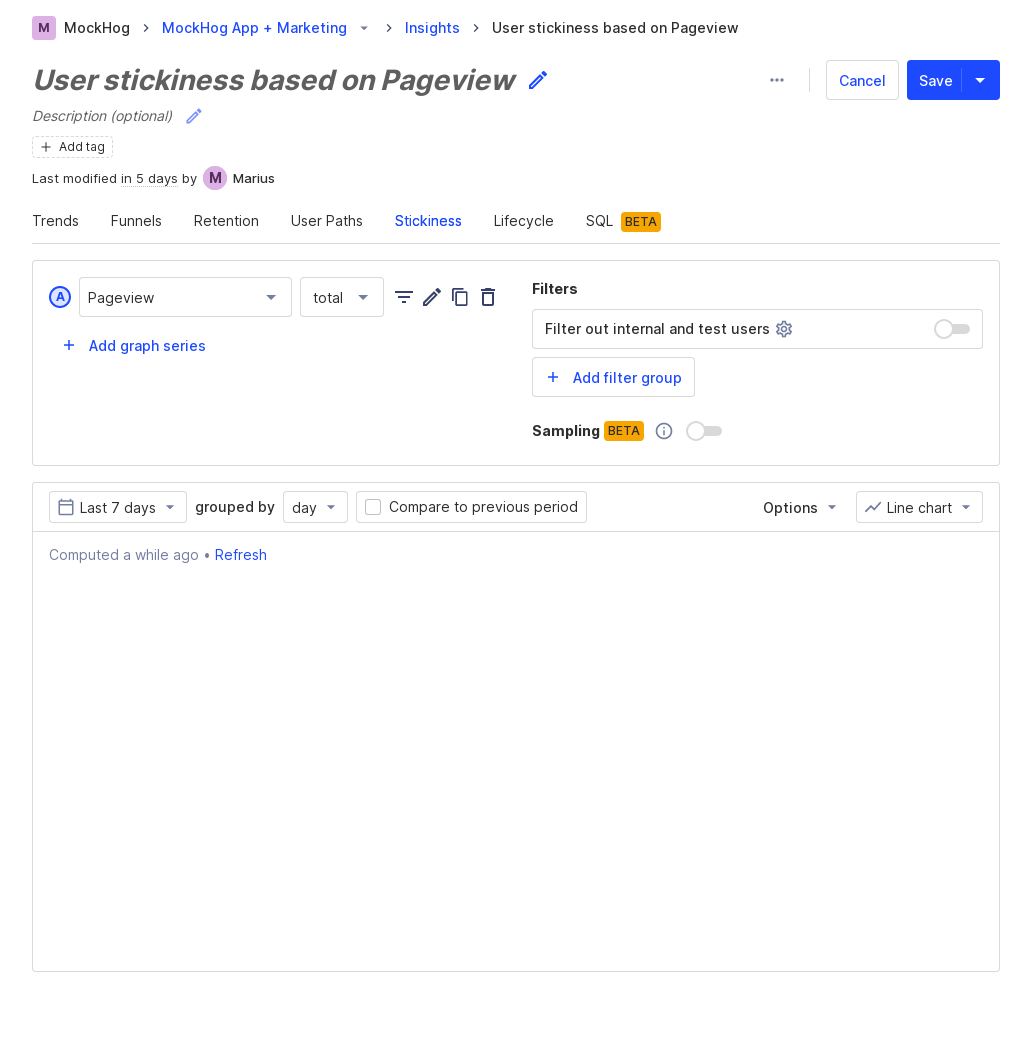 M MockHog > MockHog App + Marketing > Insights > User stickiness based on Pageview
User stickiness based on Pageview
Cancel Save
Description (optional)
+ Add tag
Last modified in 5 days by M Marius
Trends Funnels Retention User Paths Stickiness Lifecycle SQL BETA
A Pageview total
+ Add graph series
Filters
Filter out internal and test users
+ Add filter group
Sampling BETA
Last 7 days grouped by day Compare to previous period Options Line chart
Computed a while ago • Refresh